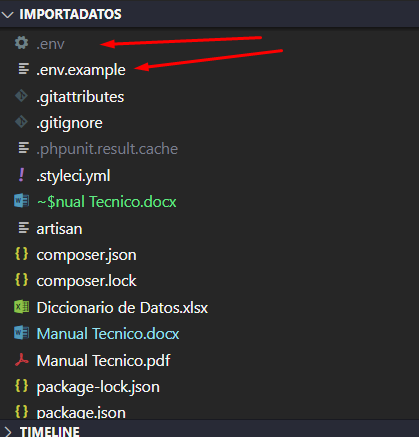 IMPORTADATOS
.env
.env.example
.gitattributes
.gitignore
.phpunit.result.cache
.styleci.yml
~$nual Tecnico.docx
artisan
composer.json
composer.lock
Diccionario de Datos.xlsx
Manual Tecnico.docx
Manual Tecnico.pdf
package-lock.json
package.json
TIMELINE